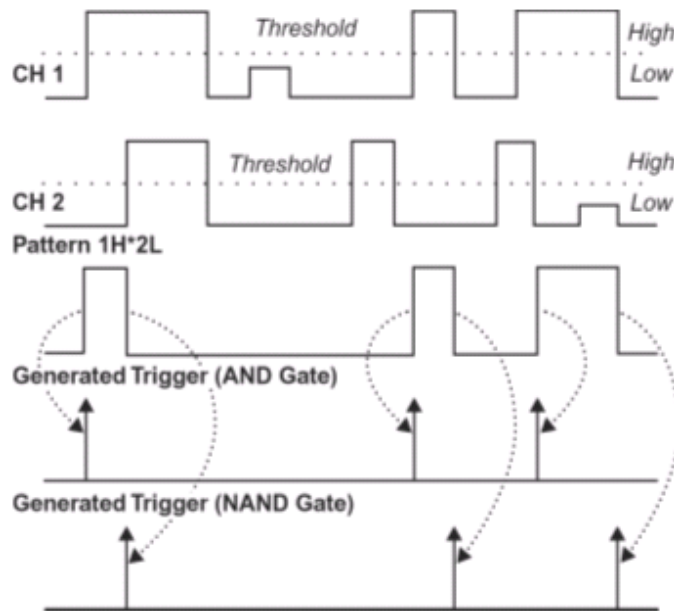 Threshold
High
CH 1
Low
Threshold
High
CH 2
Low
Pattern 1H*2L
Generated Trigger (AND Gate)
Generated Trigger (NAND Gate)